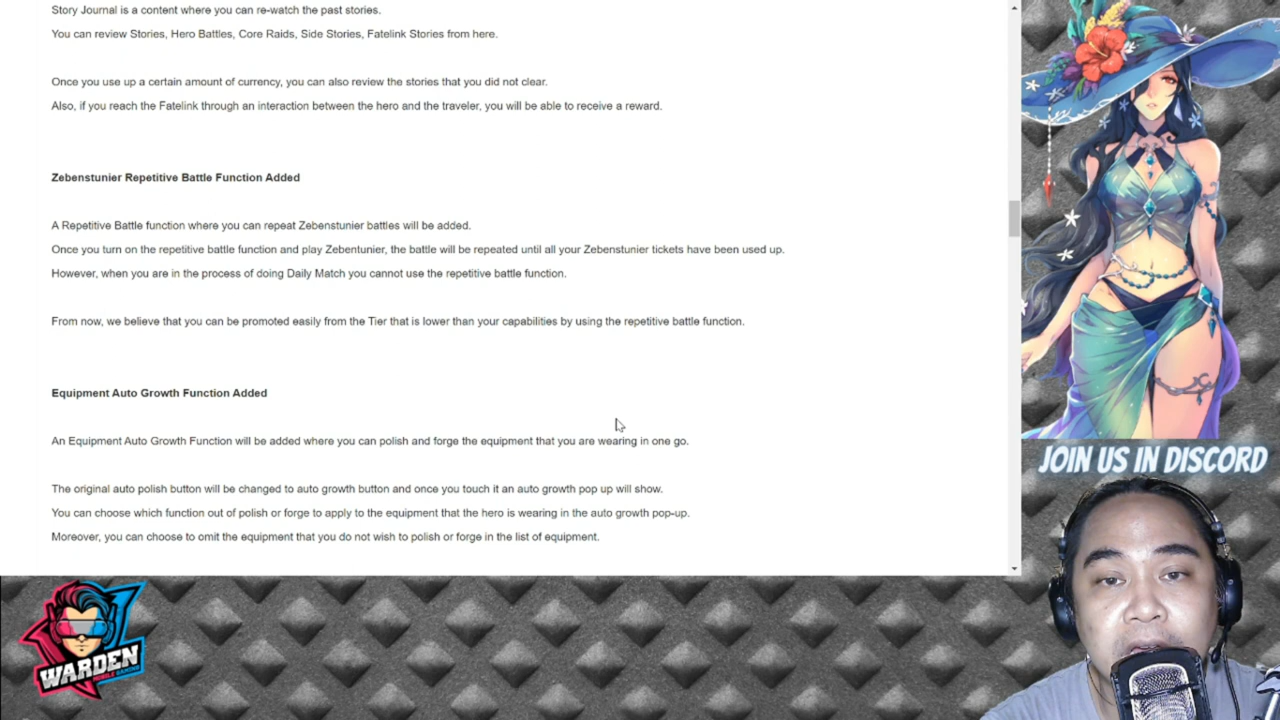 Story Journal is a content where you can re-watch the past stories.
You can review Stories, Hero Battles, Core Raids, Side Stories, Fatelink Stories from here.
Once you use up a certain amount of currency, you can also review the stories that you did not clear.
Also, if you reach the Fatelink through an interaction between the hero and the traveler, you will be able to receive a reward.
Zebenstunier Repetitive Battle Function Added
A Repetitive Battle function where you can repeat Zebenstunier battles will be added.
Once you turn on the repetitive battle function and play Zebentunier, the battle will be repeated until all your Zebenstunier tickets have been used up.
However, when you are in the process of doing Daily Match you cannot use the repetitive battle function.
From now, we believe that you can be promoted easily from the Tier that is lower than your capabilities by using the repetitive battle function.
Equipment Auto Growth Function Added
An Equipment Auto Growth Function will be added where you can polish and forge the equipment that you are wearing in one go.
The original auto polish button will be changed to auto growth button and once you touch it an auto growth pop up will show.
You can choose which function out of polish or forge to apply to the equipment that the hero is wearing in the auto growth pop-up.
Moreover, you can choose to omit the equipment that you do not wish to polish or forge in the list of equipment.
JOIN US IN DISCORD
WARDEN
MOBILE GAMING